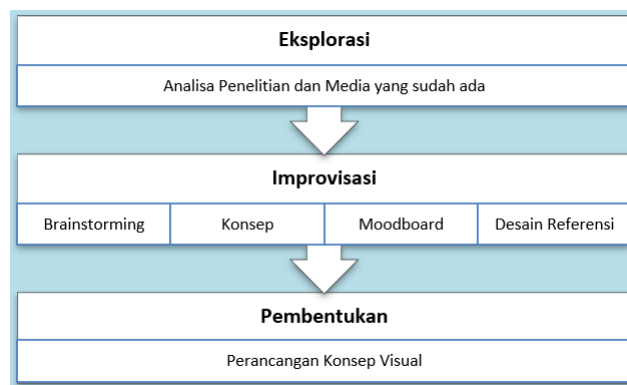 Eksplorasi
Analisa Penelitian dan Media yang sudah ada
Improvisasi
Brainstorming
Konsep
Moodboard
Desain Referensi
Pembentukan
Perancangan Konsep Visual